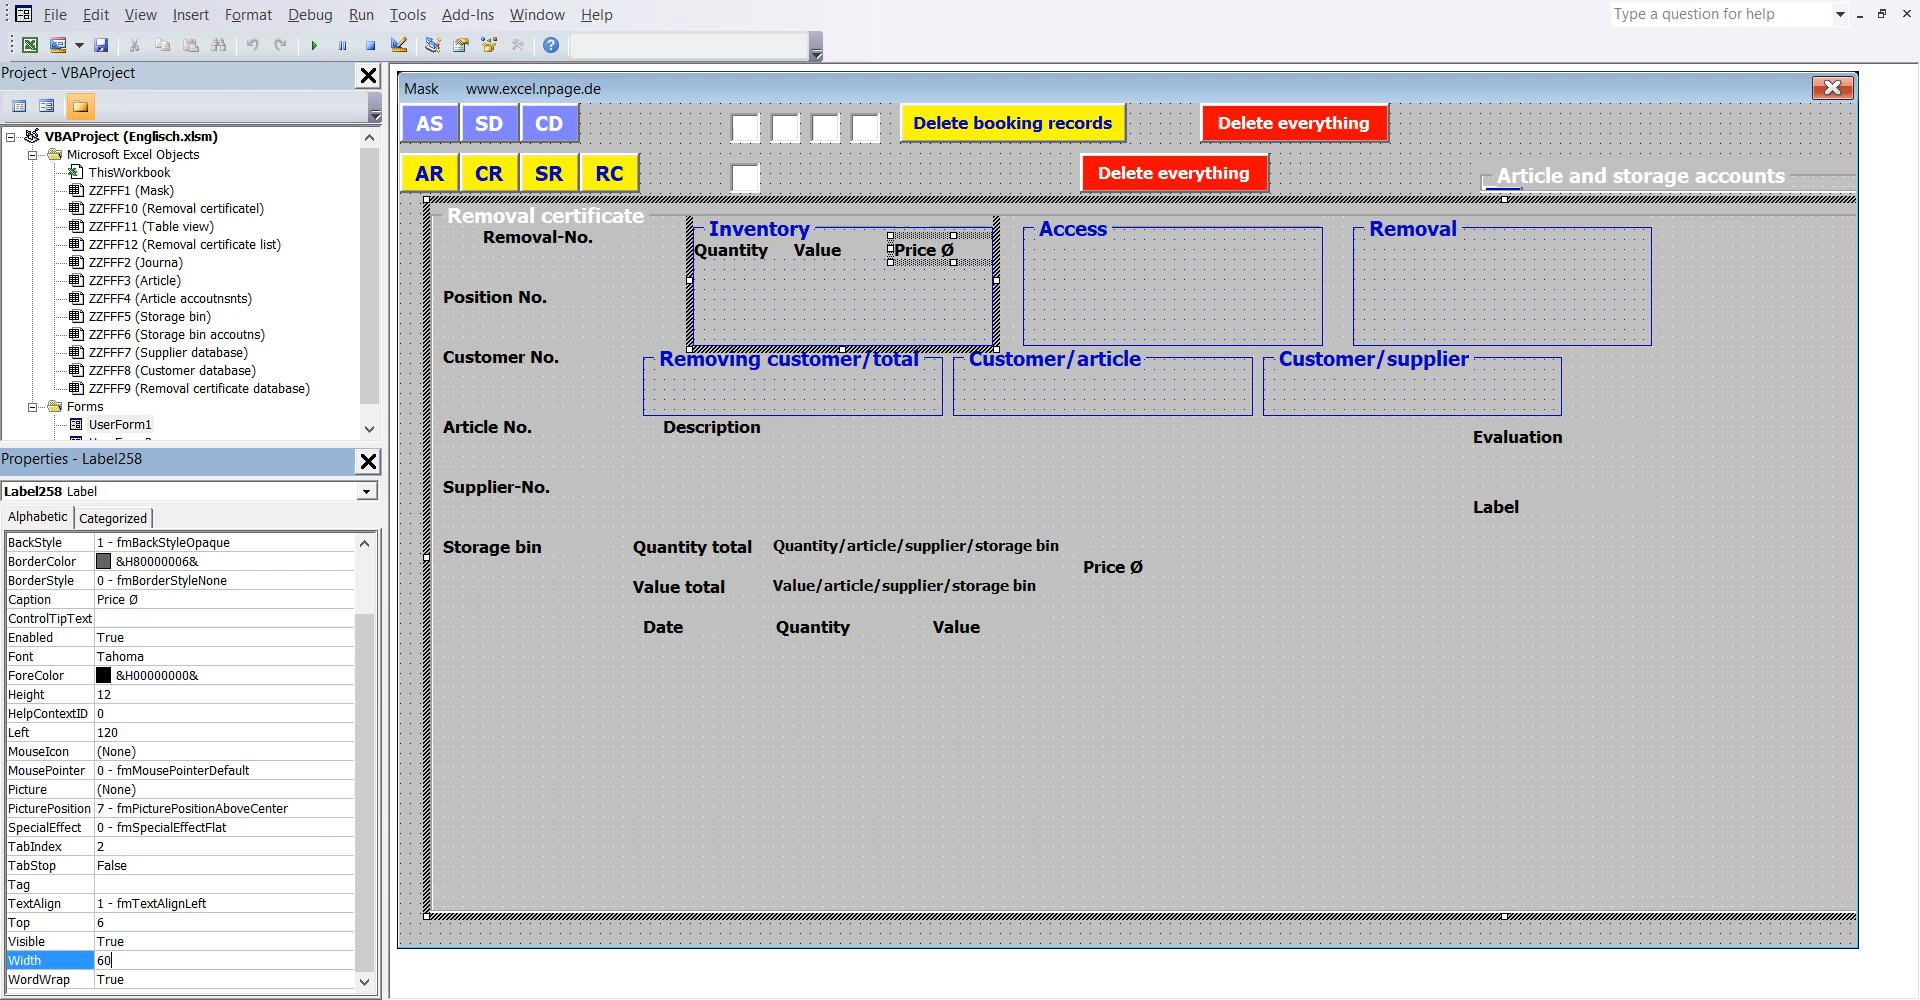 File Edit View Insert Format Debug Run Tools Add-Ins Window Help Type a question for help
Project - VBAProject
VBAProject (Englisch.xlsm)
Microsoft Excel Objects
ThisWorkbook
ZZFFF1 (Mask)
ZZFFF10 (Removal certificatel)
ZZFFF11 (Table view)
ZZFFF12 (Removal certificate list)
ZZFFF2 (Journa)
ZZFFF3 (Article)
ZZFFF4 (Article accoutnsnts)
ZZFFF5 (Storage bin)
ZZFFF6 (Storage bin accoutns)
ZZFFF7 (Supplier database)
ZZFFF8 (Customer database)
ZZFFF9 (Removal certificate database)
Forms
UserForm1
Properties - Label258
Label258 Label
Alphabetic Categorized
BackStyle 1 - fmBackStyleOpaque
BorderColor &H80000006&
BorderStyle 0 - fmBorderStyleNone
Caption Price Ø
ControlTipText
Enabled True
Font Tahoma
ForeColor &H00000000&
Height 12
HelpContextID 0
Left 120
MouseIcon (None)
MousePointer 0 - fmMousePointerDefault
Picture (None)
PicturePosition 7 - fmPicturePositionAboveCenter
SpecialEffect 0 - fmSpecialEffectFlat
TabIndex 2
TabStop False
Tag
TextAlign 1 - fmTextAlignLeft
Top 6
Visible True
Width 60
WordWrap True
Mask www.excel.npage.de
AS SD CD Delete booking records Delete everything
AR CR SR RC Delete everything Article and storage accounts
Removal certificate
Removal-No.
Inventory Access Removal
Quantity Value Price Ø
Position No.
Customer No. Removing customer/total Customer/article Customer/supplier
Article No. Description Evaluation
Supplier-No. Label
Storage bin Quantity total Quantity/article/supplier/storage bin
Price Ø
Value total Value/article/supplier/storage bin
Date Quantity Value